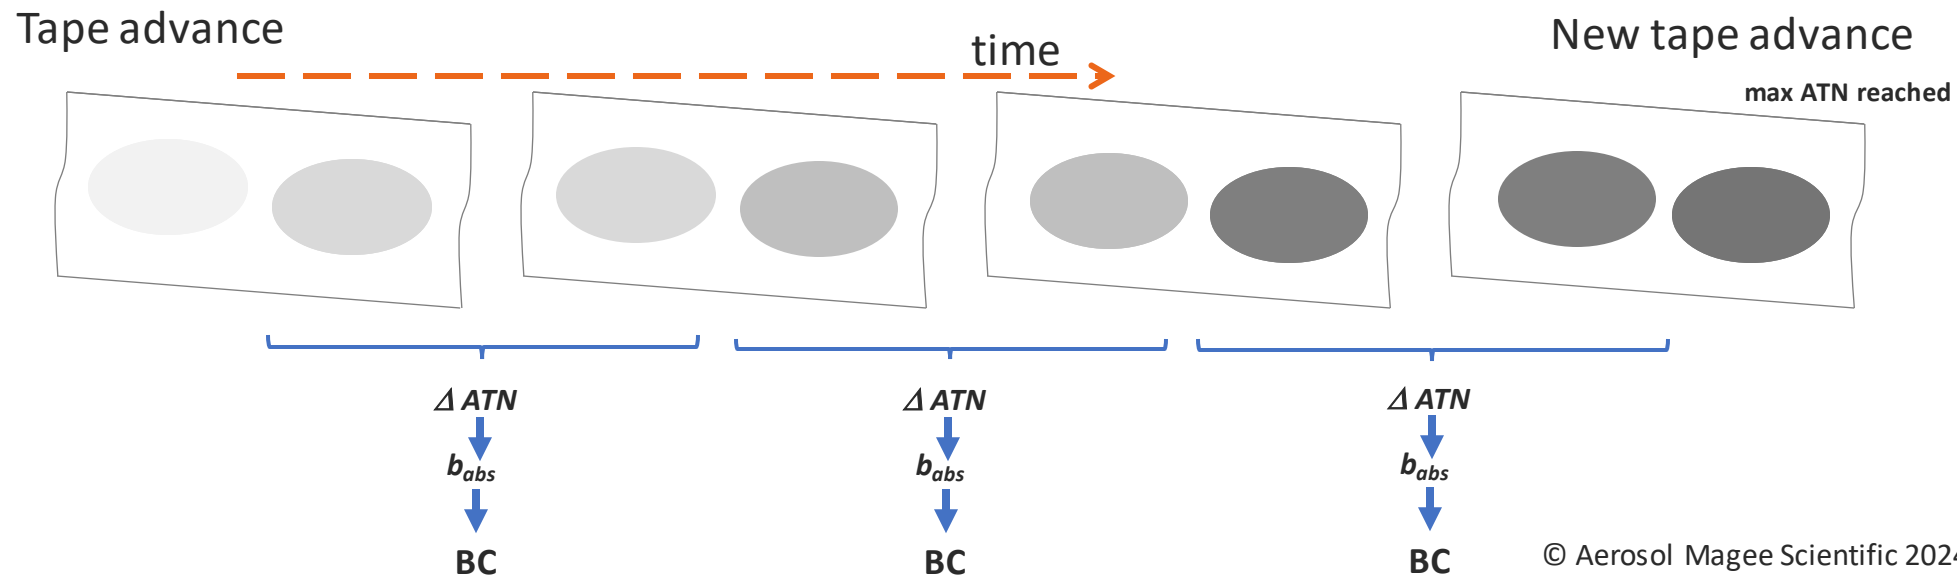 Tape advance
time
New tape advance
max ATN reached
Δ ATN
Δ ATN
Δ ATN
b_abs
b_abs
b_abs
BC
BC
BC
© Aerosol Magee Scientific 2024